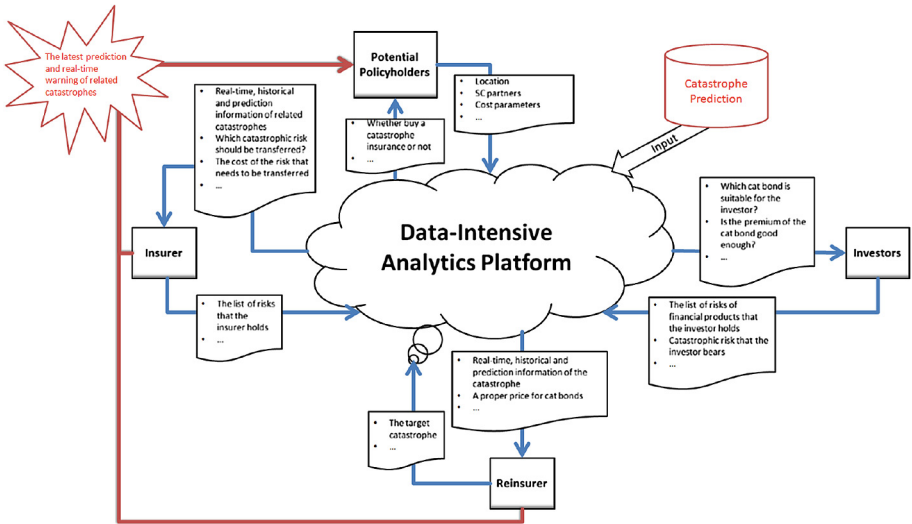 The latest prediction
and real-time
warning of related
catastrophes
Potential
Policyholders
• Location
• SC partners
• Cost parameters
• ...
Catastrophe
Prediction
Input
• Real-time, historical
and prediction
information of related
catastrophes
• Which catastrophic risk
should be transferred?
• The cost of the risk that
needs to be transferred
• ...
• Whether buy a
catastrophe
insurance or not
• ...
Data-Intensive
Analytics Platform
• Which cat bond is
suitable for the
investor?
• Is the premium of the
cat bond good
enough?
• ...
Insurer
Investors
• The list of risks
that the
insurer holds
• ...
• The list of risks of
financial products that
the investor holds
• Catastrophic risk that the
investor bears
• ...
• Real-time, historical and
prediction information of the
catastrophe
• A proper price for cat bonds
• ...
• The target
catastrophe
• ...
Reinsurer